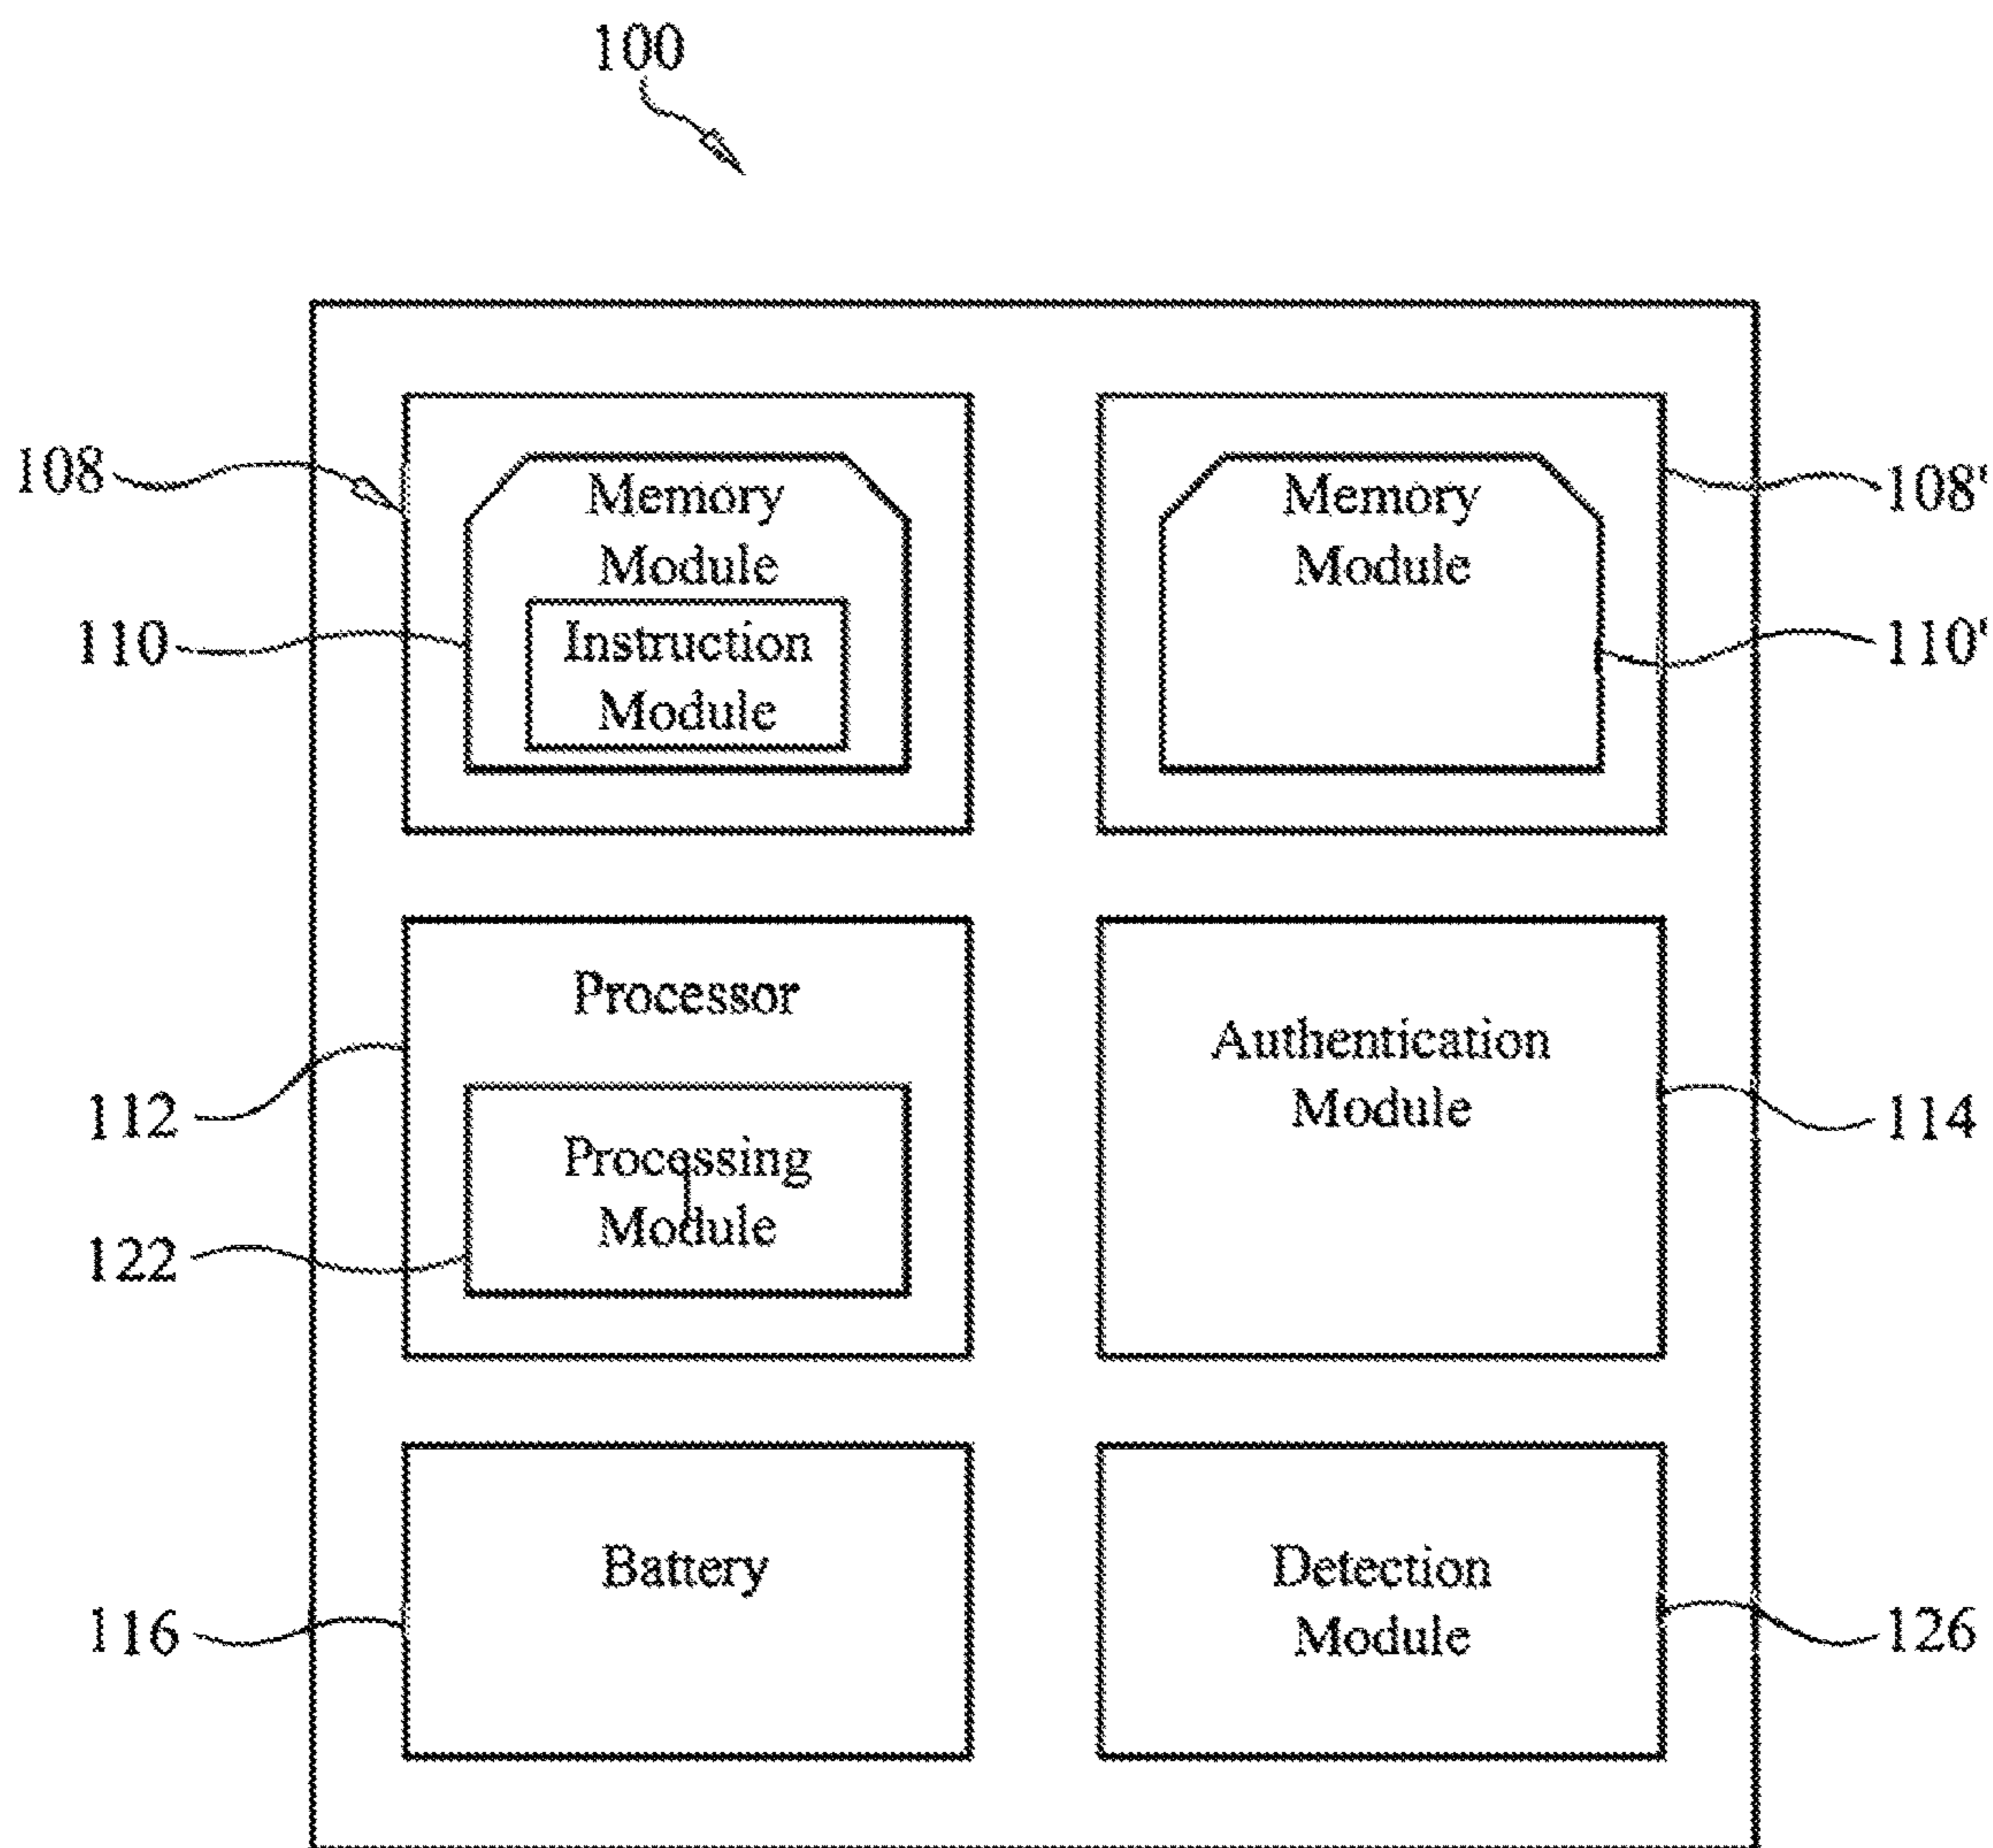 100
108
Memory
Module
Instruction
Module
110
Memory
Module
108'
110'
112
Processor
Processing
Module
122
Authentication
Module
114
Battery
116
Detection
Module
126